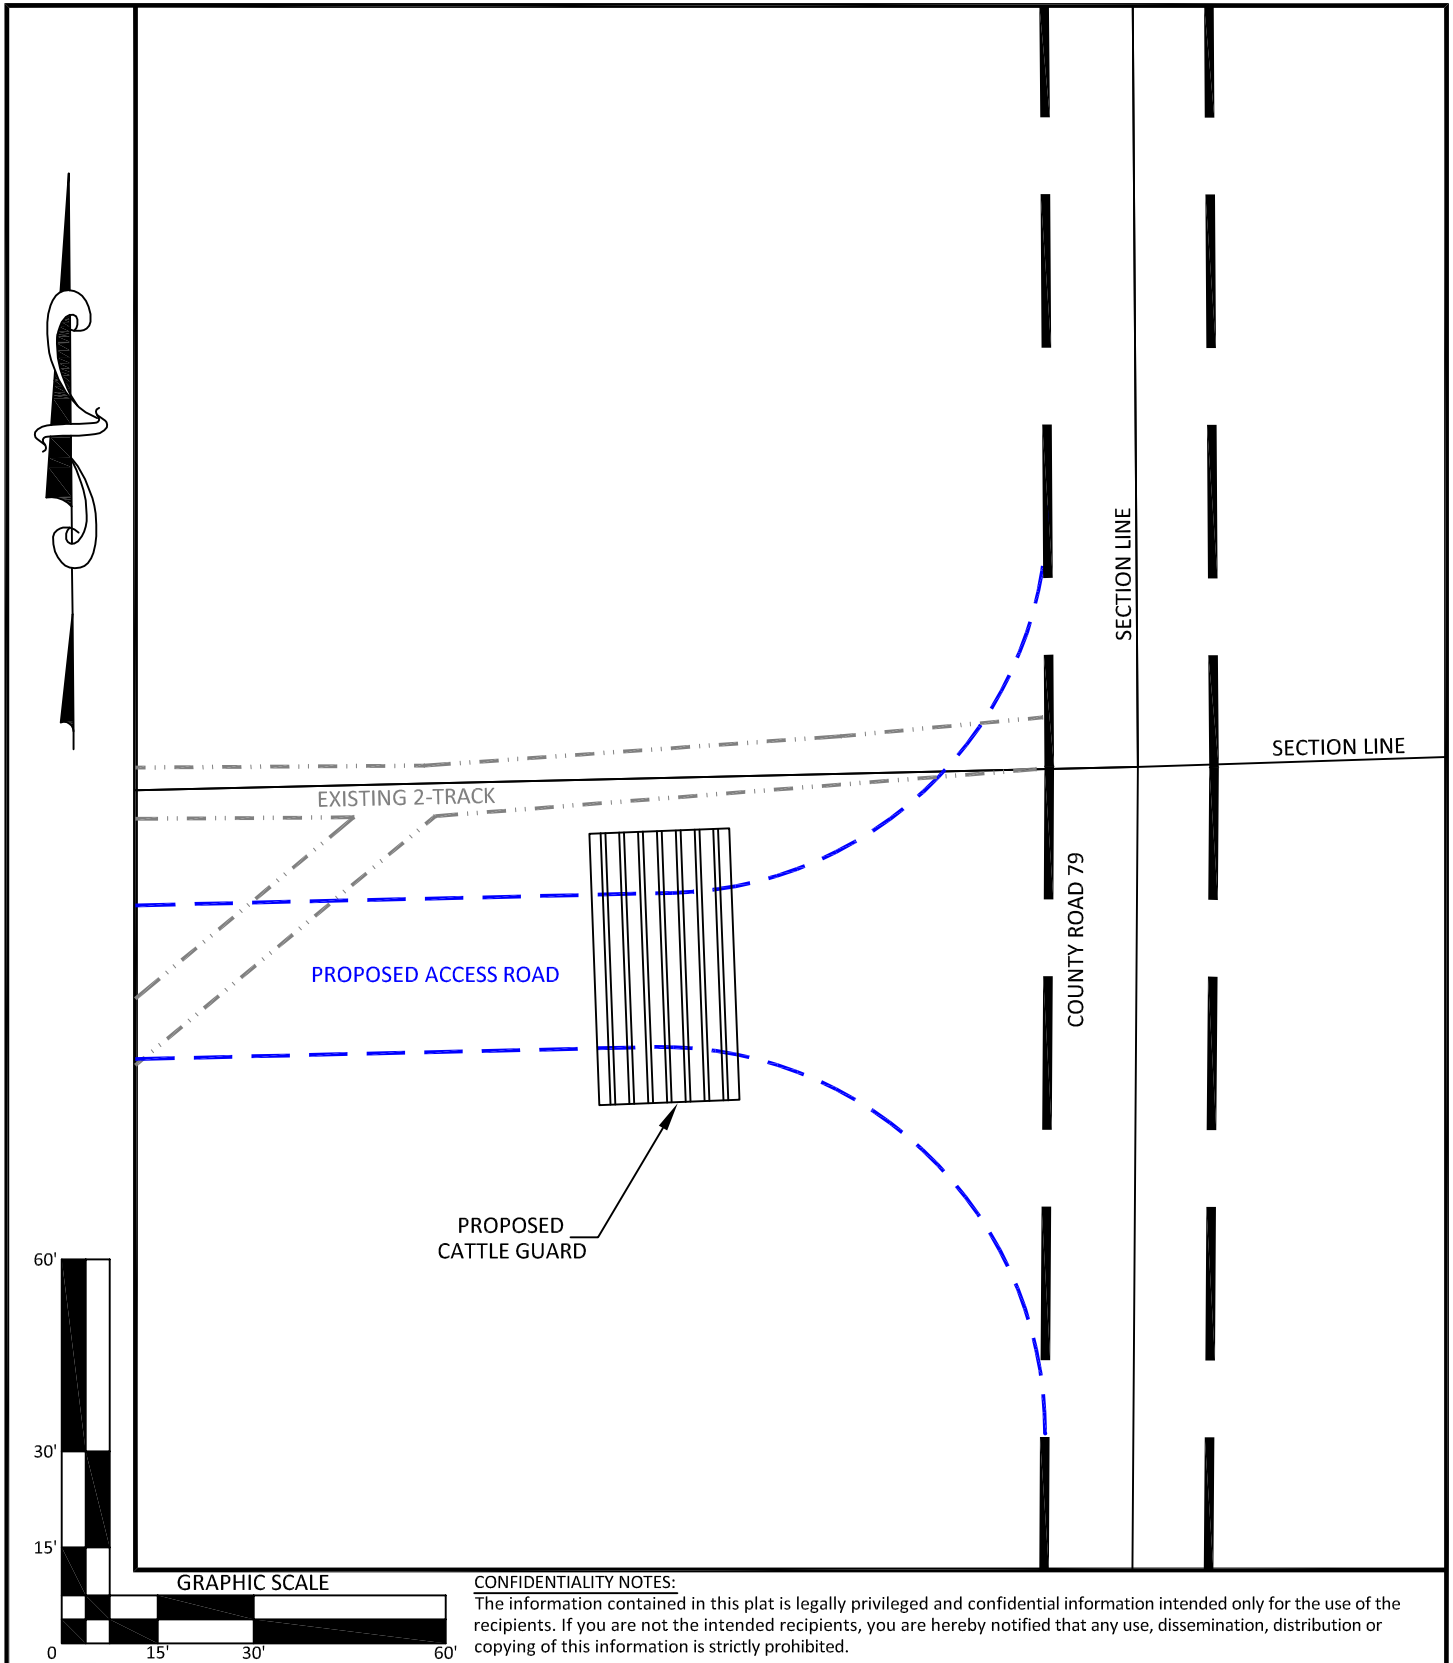 SECTION LINE
SECTION LINE
EXISTING 2-TRACK
COUNTY ROAD 79
PROPOSED ACCESS ROAD
PROPOSED
CATTLE GUARD
60'
30'
15'
GRAPHIC SCALE
0
15'
30'
60'
CONFIDENTIALITY NOTES:
The information contained in this plat is legally privileged and confidential information intended only for the use of the
recipients. If you are not the intended recipients, you are hereby notified that any use, dissemination, distribution or
copying of this information is strictly prohibited.